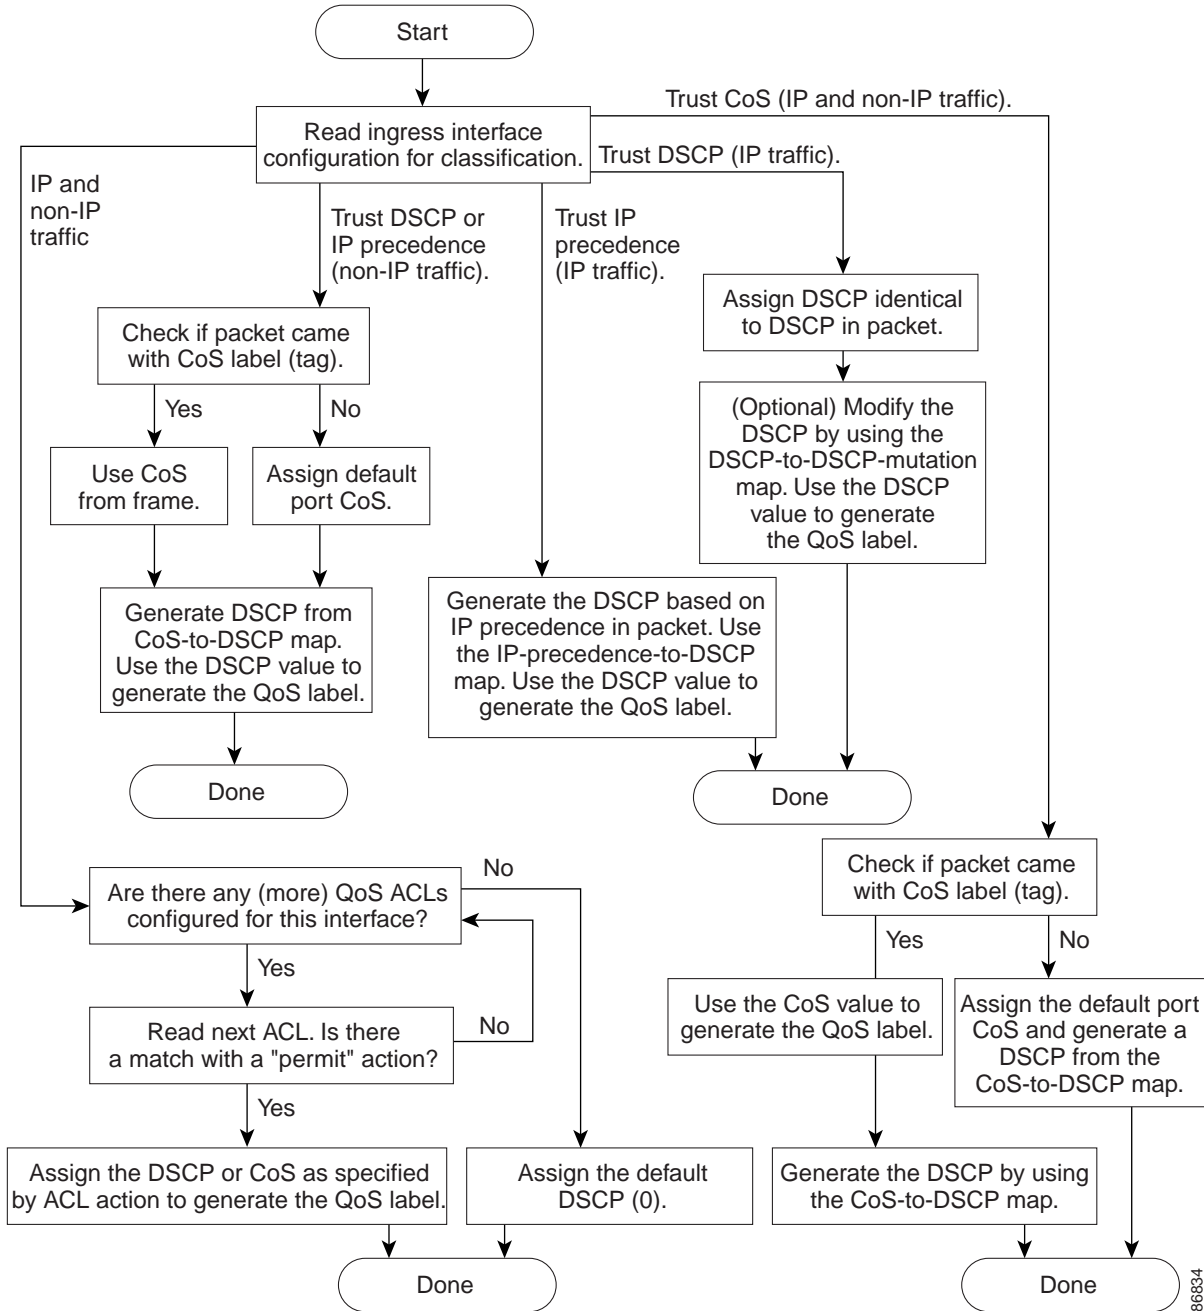 Start
Trust CoS (IP and non-IP traffic).
Read ingress interface
configuration for classification.
Trust DSCP (IP traffic).
IP and
non-IP
traffic
Trust DSCP or
IP precedence
(non-IP traffic).
Trust IP
precedence
(IP traffic).
Assign DSCP identical
to DSCP in packet.
Check if packet came
with CoS label (tag).
Yes
No
(Optional) Modify the
DSCP by using the
DSCP-to-DSCP-mutation
map. Use the DSCP
value to generate
the QoS label.
Use CoS
from frame.
Assign default
port CoS.
Generate DSCP from
CoS-to-DSCP map.
Use the DSCP value to
generate the QoS label.
Generate the DSCP based on
IP precedence in packet. Use
the IP-precedence-to-DSCP
map. Use the DSCP value to
generate the QoS label.
Done
Done
Check if packet came
with CoS label (tag).
Are there any (more) QoS ACLs
configured for this interface?
No
Yes
No
Yes
Read next ACL. Is there
a match with a "permit" action?
No
Use the CoS value to
generate the QoS label.
Assign the default port
CoS and generate a
DSCP from the
CoS-to-DSCP map.
Yes
Assign the DSCP or CoS as specified
by ACL action to generate the QoS label.
Assign the default
DSCP (0).
Generate the DSCP by using
the CoS-to-DSCP map.
Done
Done
86834